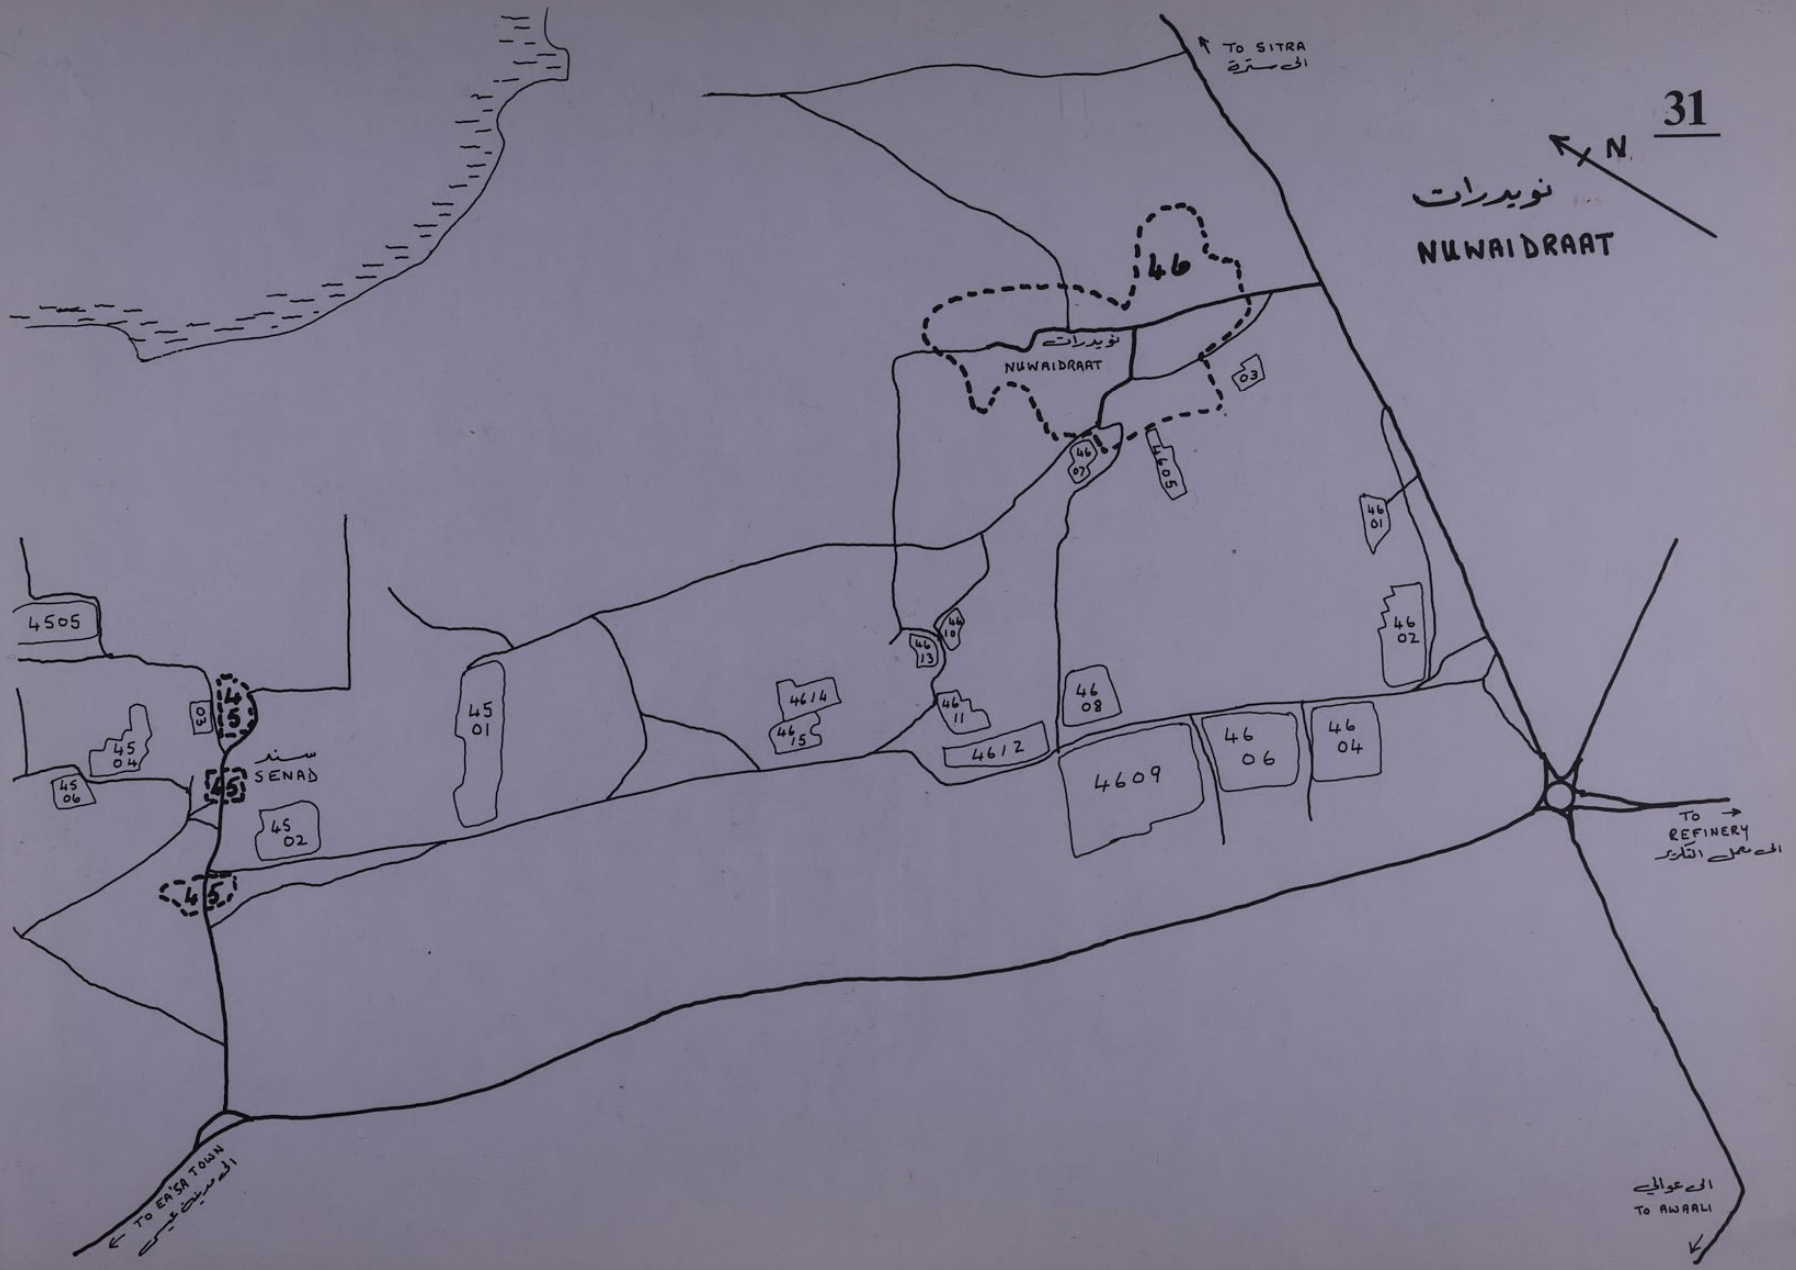 31
N
نويدرات
NUWAIDRAAT
TO SITRA
الى سترة
46
نويدرات
NUWAIDRAAT
03
46
07
4605
46
01
46
02
4505
4
5
03
45
04
45
06
سند
SENAD
45
45
02
45
45
01
4614
46
15
46
13
46
10
46
11
4612
46
08
4609
46
06
46
04
TO
REFINERY
الى معمل التكرير
الى عوالي
TO AWAALI
TO EA'SA TOWN
الى مدينة عيسى